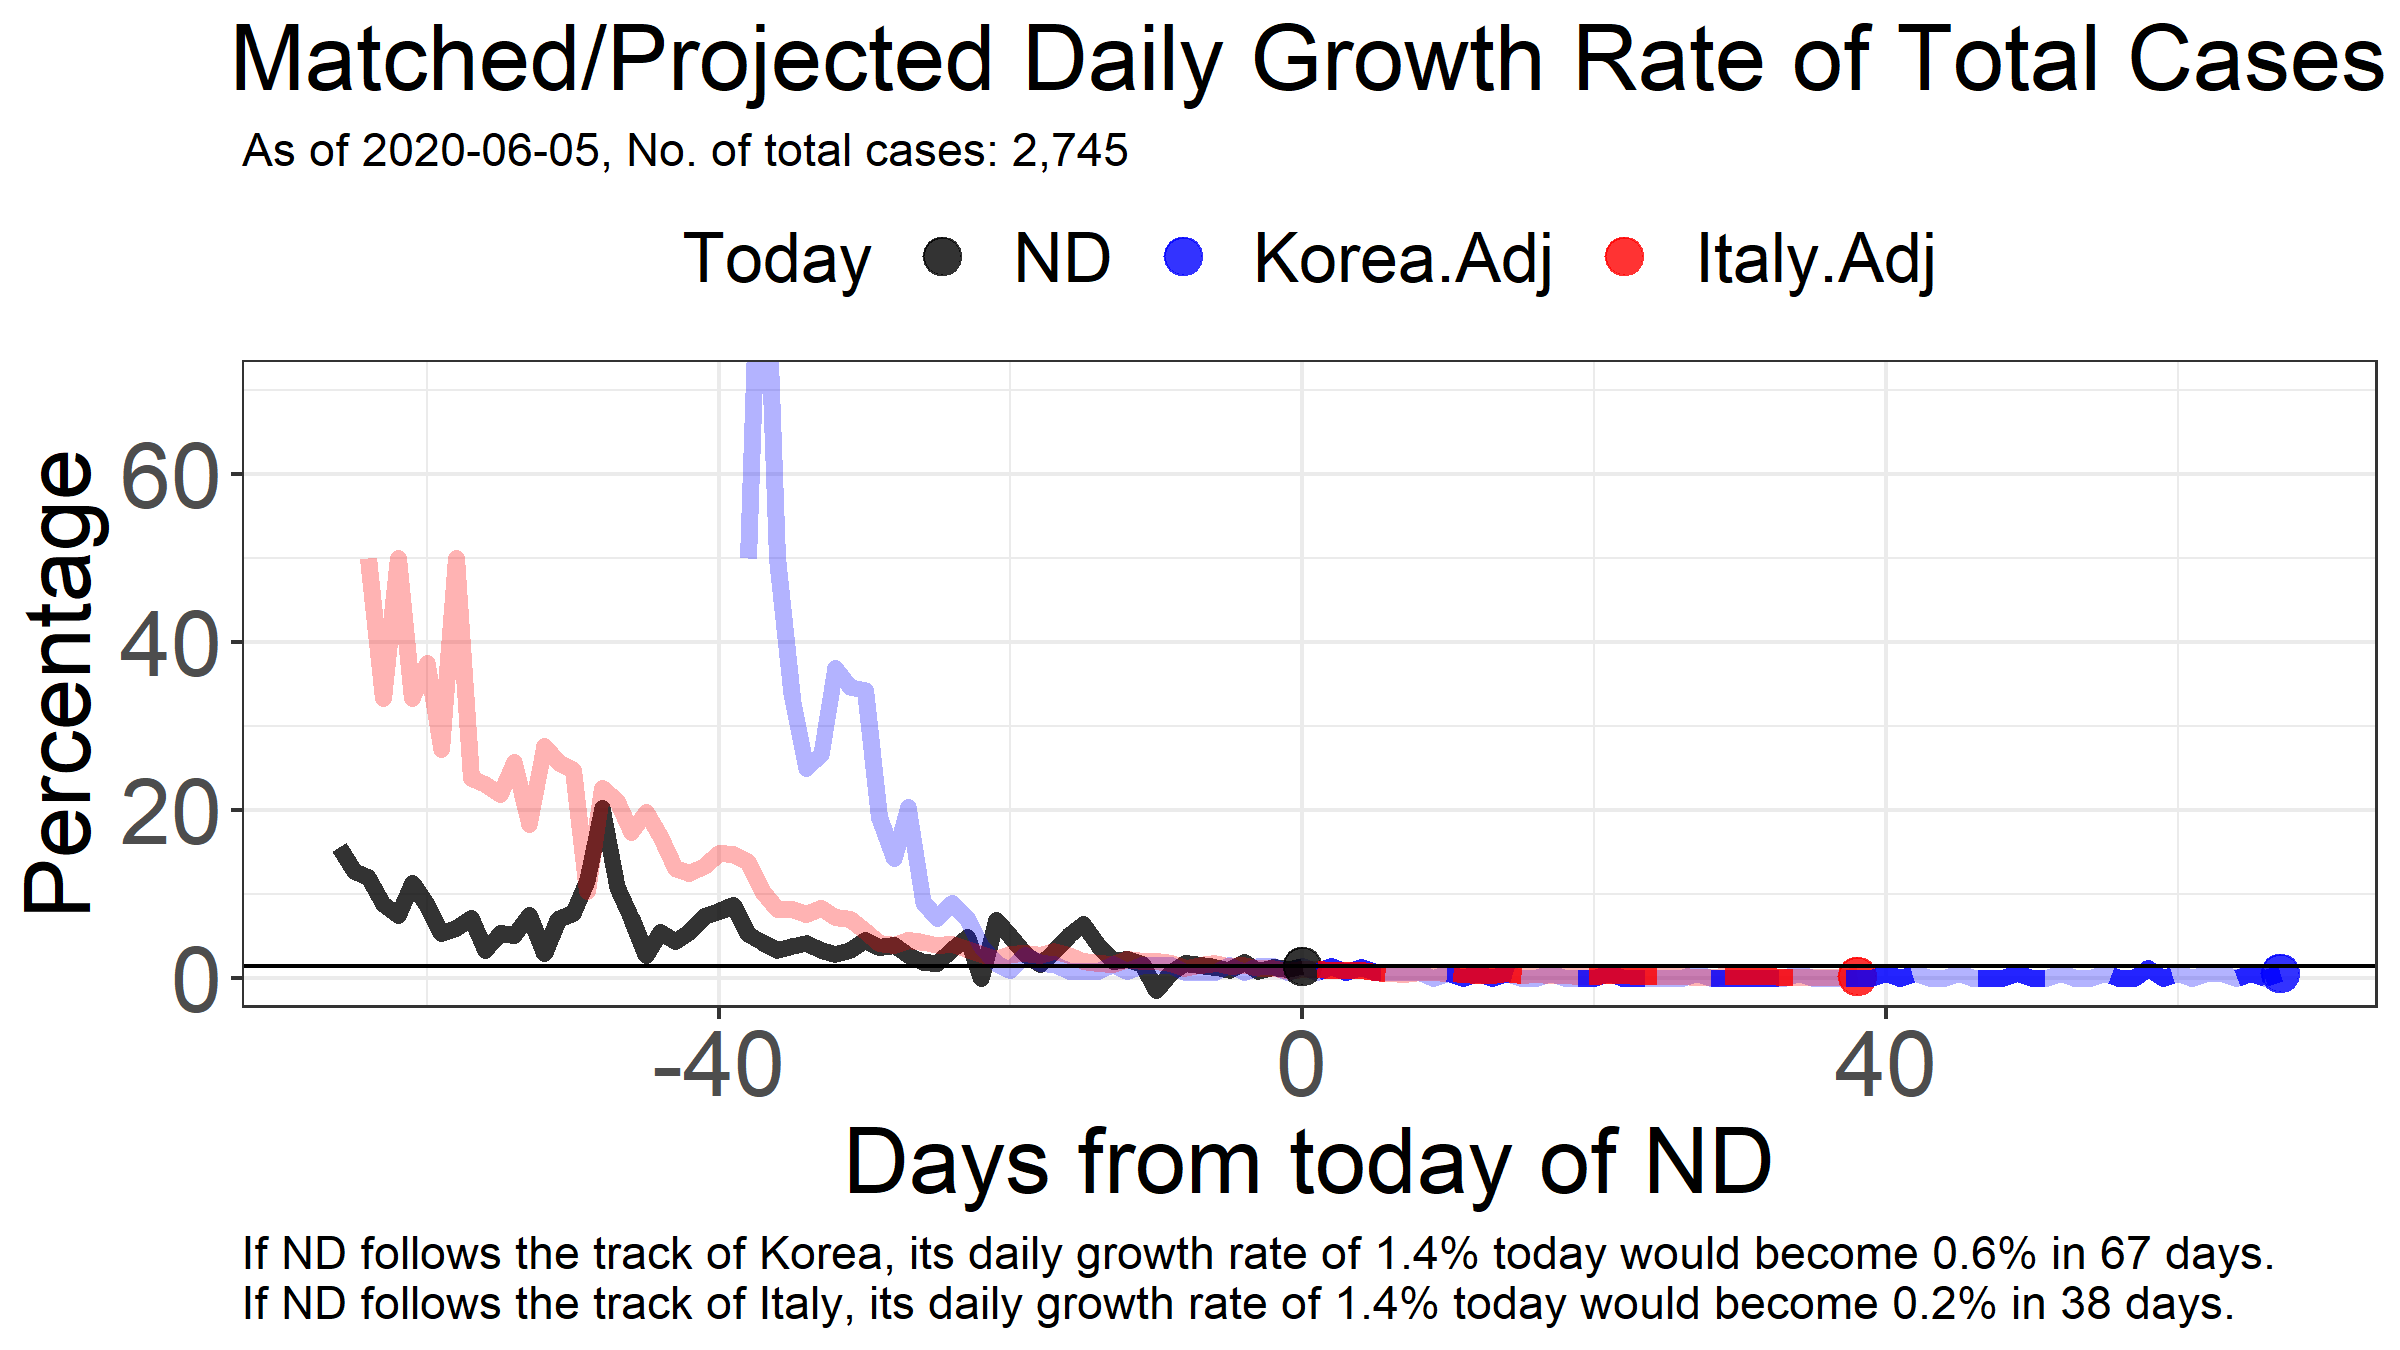 Matched/Projected Daily Growth Rate of Total Cases
As of 2020-06-05, No. of total cases: 2,745
Today ND Korea.Adj Italy.Adj
Percentage
60
40
20
0
-40 0 40
Days from today of ND
If ND follows the track of Korea, its daily growth rate of 1.4% today would become 0.6% in 67 days.
If ND follows the track of Italy, its daily growth rate of 1.4% today would become 0.2% in 38 days.